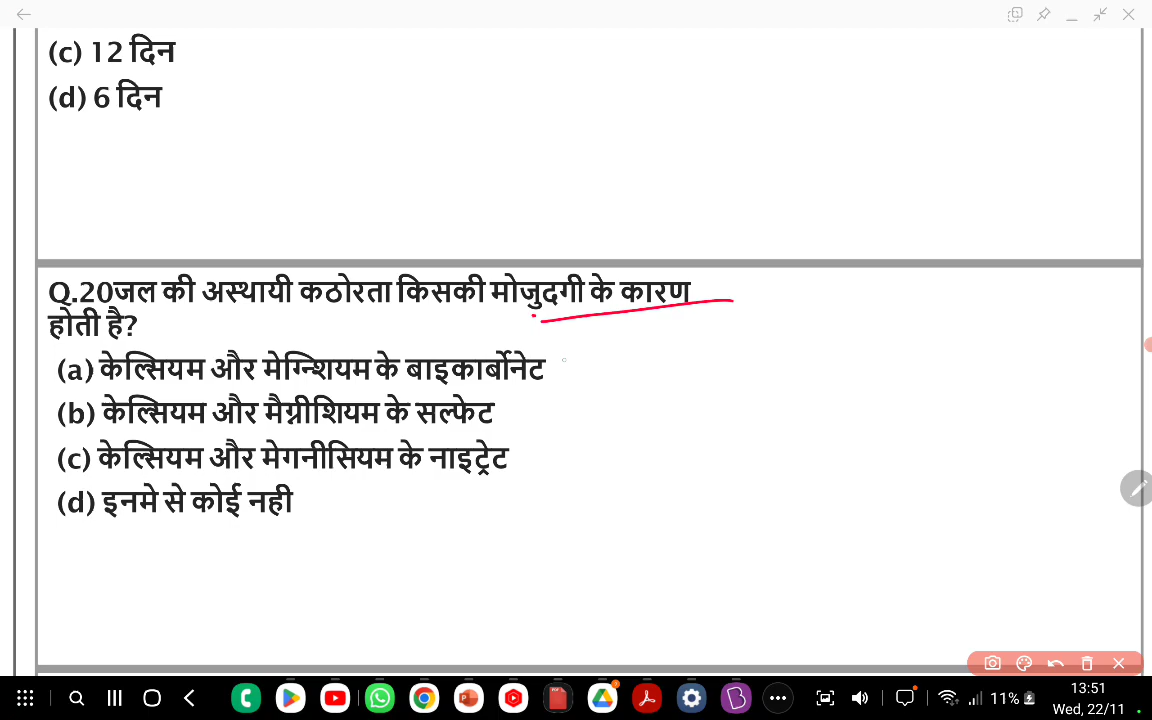 (c) 12 दिन
(d) 6 दिन
Q.20जल की अस्थायी कठोरता किसकी मोजुदगी के कारण
होती है?
(a) केल्सियम और मेग्न्शियम के बाइकार्बोनेट
(b) केल्सियम और मैग्नीशियम के सल्फेट
(c) केल्सियम और मेगनीसियम के नाइट्रेट
(d) इनमे से कोई नही
11%
13:51
Wed, 22/11